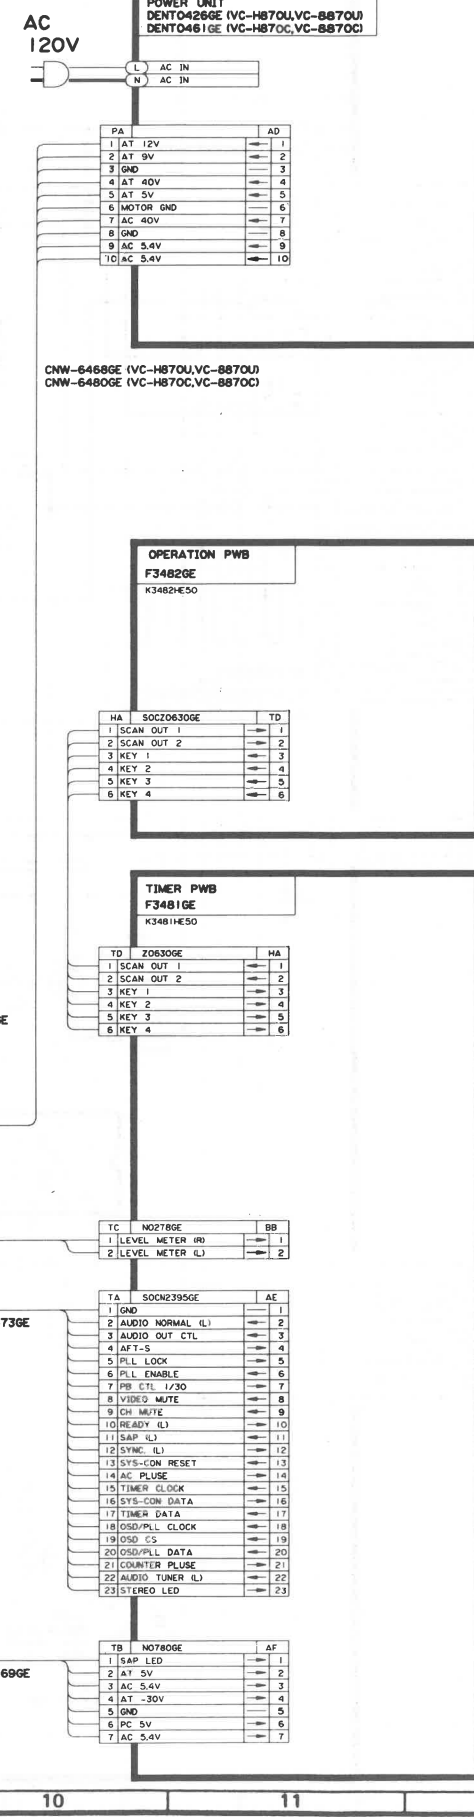 POWER UNIT
DENTO426GE (VC-H870U,VC-8870U)
DENTO461GE (VC-H870C,VC-8870C)
AC
120V
L AC IN
N AC IN
PA AD
1 AT 12V 1
2 AT 9V 2
3 GND 3
4 AT 40V 4
5 AT 5V 5
6 MOTOR GND 6
7 AC 40V 7
8 GND 8
9 AC 5.4V 9
10 AC 5.4V 10
CNW-6468GE (VC-H870U,VC-8870U)
CNW-6480GE (VC-H870C,VC-8870C)
OPERATION PWB
F3482GE
K3482HE50
HA SOCZ0630GE TD
1 SCAN OUT 1 1
2 SCAN OUT 2 2
3 KEY 1 3
4 KEY 2 4
5 KEY 3 5
6 KEY 4 6
TIMER PWB
F3481GE
K3481HE50
TD Z0630GE HA
1 SCAN OUT 1 1
2 SCAN OUT 2 2
3 KEY 1 3
4 KEY 2 4
5 KEY 3 5
6 KEY 4 6
E
TC N0278GE BB
1 LEVEL METER (R) 1
2 LEVEL METER (L) 2
73GE
TA SOCN2395GE AE
1 GND 1
2 AUDIO NORMAL (L) 2
3 AUDIO OUT CTL 3
4 AFT-S 4
5 PLL LOCK 5
6 PLL ENABLE 6
7 PB CTL 1/30 7
8 VIDEO MUTE 8
9 CH MUTE 9
10 READY (L) 10
11 SAP (L) 11
12 SYNC. (L) 12
13 SYS-CON RESET 13
14 AC PLUSE 14
15 TIMER CLOCK 15
16 SYS-CON DATA 16
17 TIMER DATA 17
18 OSD/PLL CLOCK 18
19 OSD CS 19
20 OSD/PLL DATA 20
21 COUNTER PLUSE 21
22 AUDIO TUNER (L) 22
23 STEREO LED 23
69GE
TB N0780GE AF
1 SAP LED 1
2 AT 5V 2
3 AC 5.4V 3
4 AT -30V 4
5 GND 5
6 PC 5V 6
7 AC 5.4V 7
10 11